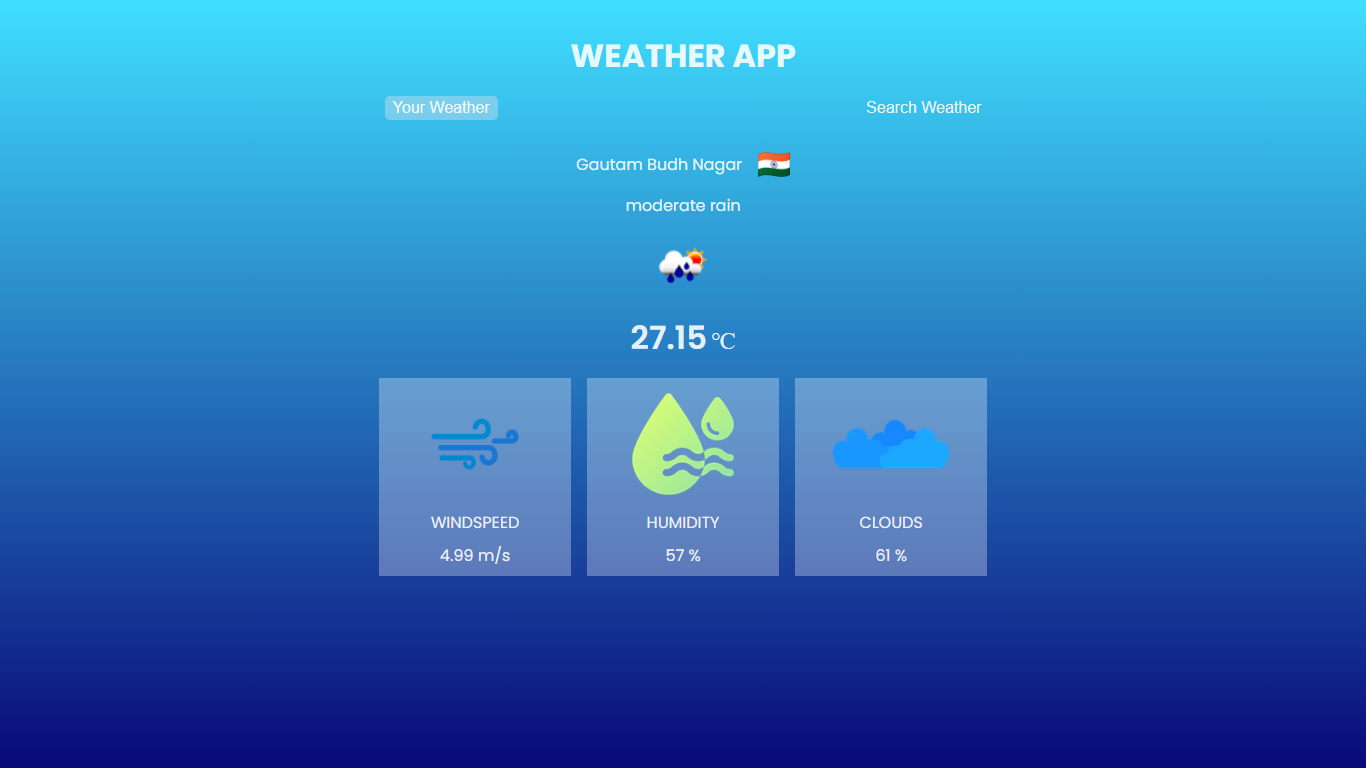 WEATHER APP
Your Weather Search Weather
Gautam Budh Nagar
moderate rain
27.15 °C
WINDSPEED HUMIDITY CLOUDS
4.99 m/s 57 % 61 %